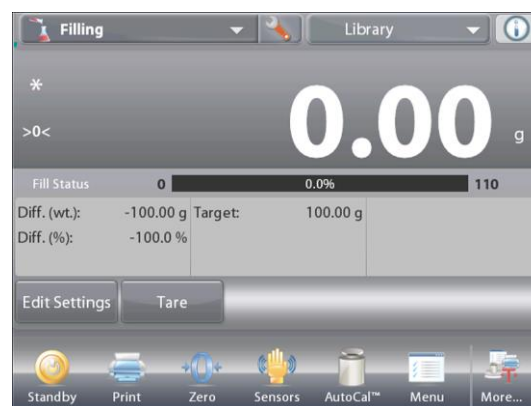 Filling Library
*
>0<
0.00 g
Fill Status 0 0.0% 110
Diff. (wt.): -100.00 g Target: 100.00 g
Diff. (%): -100.0 %
Edit Settings Tare
Standby Print Zero Sensors AutoCal™ Menu More...